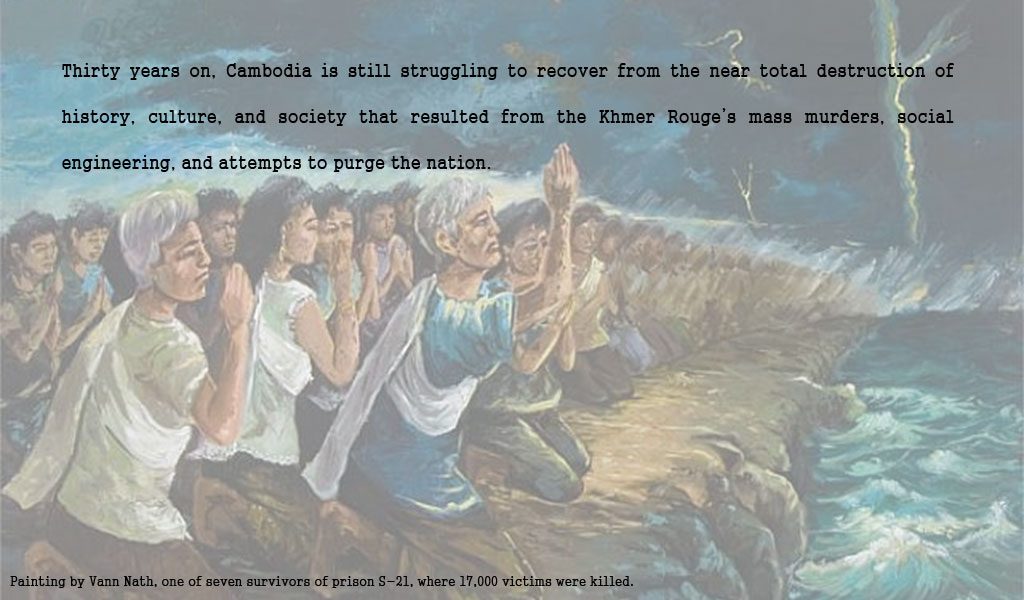 Thirty years on, Cambodia is still struggling to recover from the near total destruction of
history, culture, and society that resulted from the Khmer Rouge's mass murders, social
engineering, and attempts to purge the nation.
Painting by Vann Nath, one of seven survivors of prison S-21, where 17,000 victims were killed.